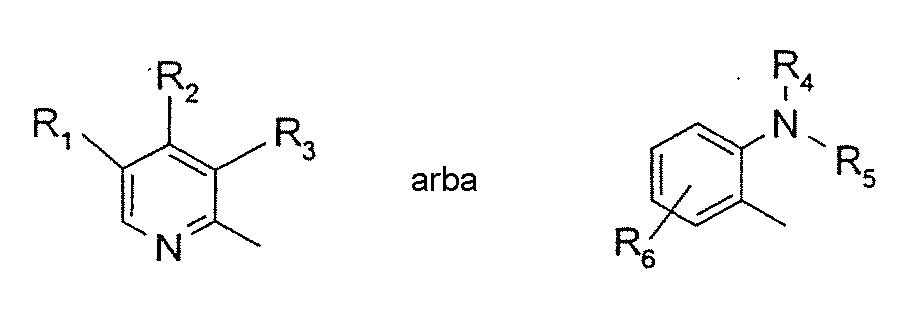 R₂
R₁
R₃
N
arba
R₄
N
R₅
R₆